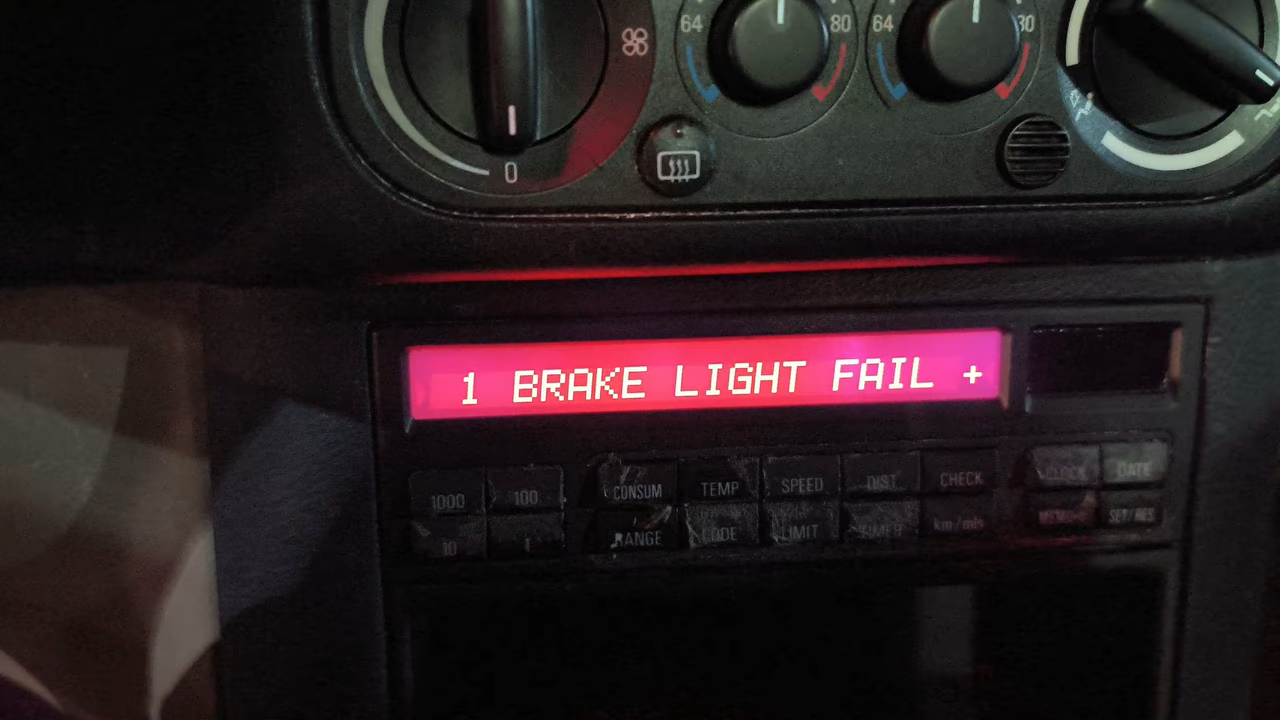 64 80 64 80
0
1 BRAKE LIGHT FAIL +
1000 100 CONSUM TEMP SPEED DIST CHECK CLOCK DATE
10 1 RANGE CODE LIMIT TIMER km/mls MEMO SET/RES